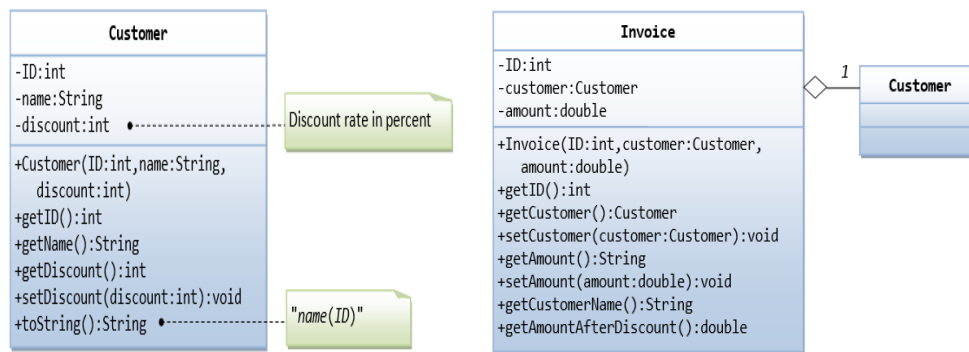 Customer
-ID:int
-name:String
-discount:int
Discount rate in percent
+Customer(ID:int,name:String,
discount:int)
+getID():int
+getName():String
+getDiscount():int
+setDiscount(discount:int):void
+toString():String
"name(ID)"
Invoice
-ID:int
-customer:Customer
-amount:double
+Invoice(ID:int,customer:Customer,
amount:double)
+getID():int
+getCustomer():Customer
+setCustomer(customer:Customer):void
+getAmount():String
+setAmount(amount:double):void
+getCustomerName():String
+getAmountAfterDiscount():double
1
Customer